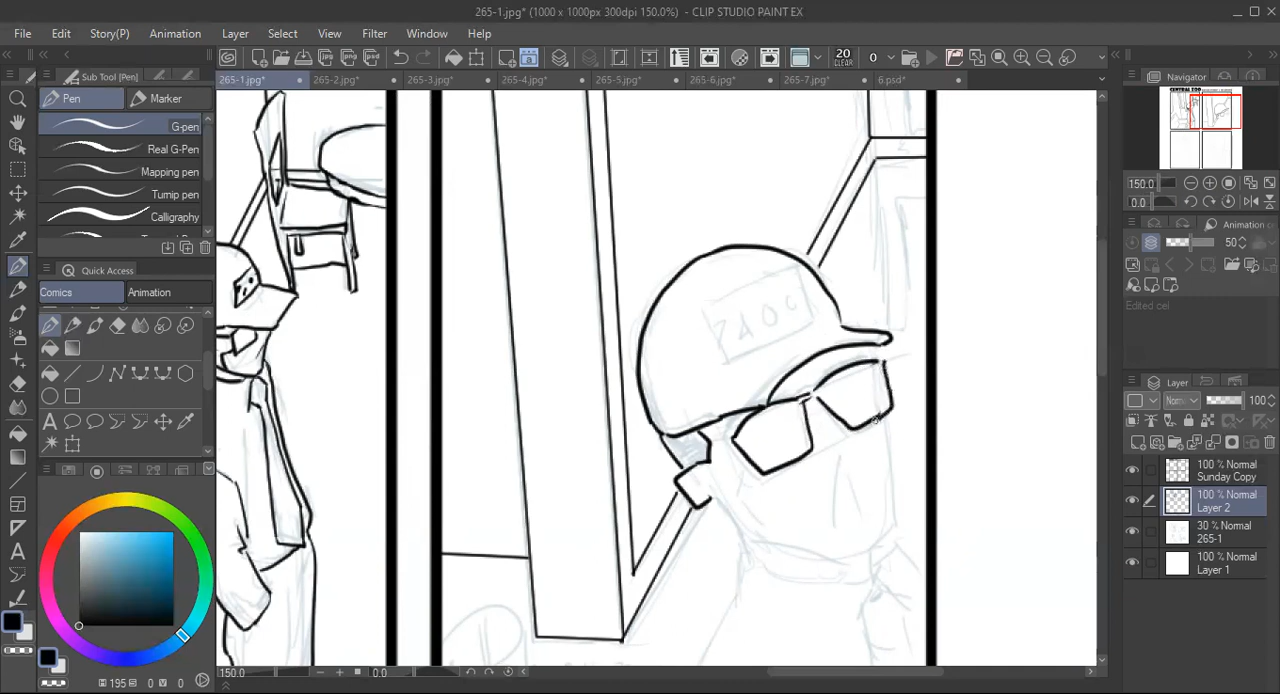 265-1.jpg* (1000 x 1000px 300dpi 150.0%) - CLIP STUDIO PAINT EX
File Edit Layer Story(P) Animation Select View Filter Window Help
20
CLEAR
0
Sub Tool [Pen]
265-1.jpg* 265-2.jpg* 265-3.jpg* 265-4.jpg* 265-5.jpg* 265-6.jpg* 265-7.jpg* 6.psd*
Navigator
Pen Marker
G-pen
Real G-Pen
Mapping pen
Turnip pen
Calligraphy
CENTRAL ZOO
150.0
0.0
Animation c
50
Quick Access
Comics Animation
Edited cel
ZAOO
Layer
Norm 100
100 % Normal
Sunday Copy
100 % Normal
Layer 2
30 % Normal
265-1
100 % Normal
Layer 1
H 195 S 0 V 0
150.0 0.0